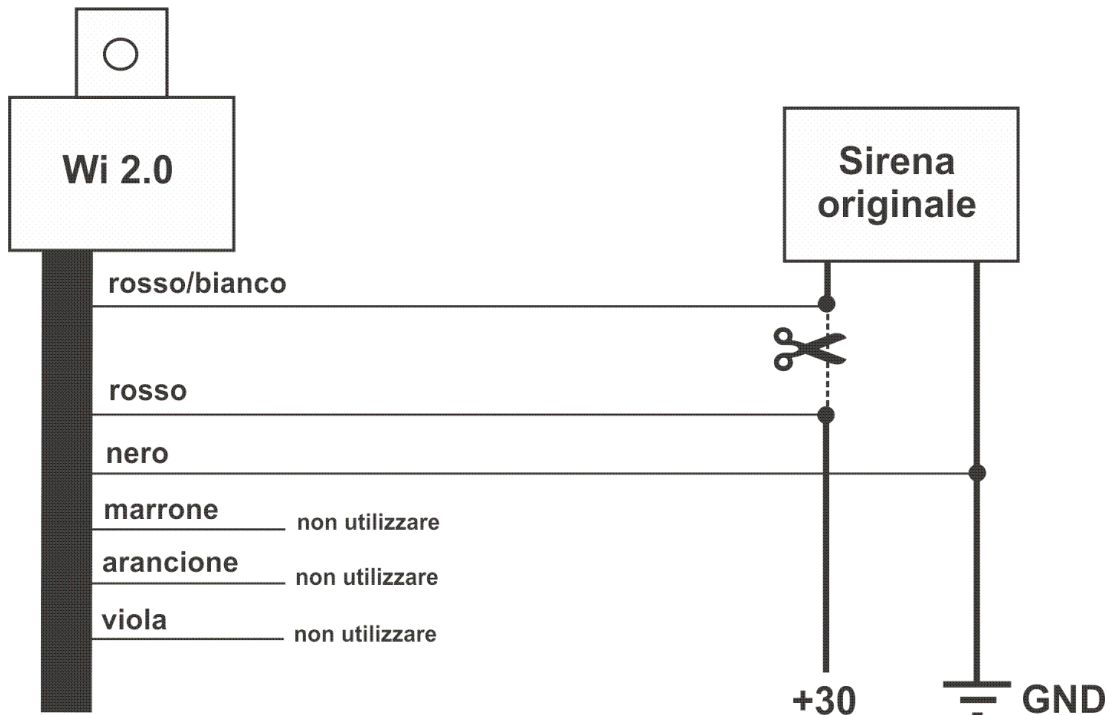 Wi 2.0
Sirena
originale
rosso/bianco
rosso
nero
marrone
non utilizzare
arancione
non utilizzare
viola
non utilizzare
+30
GND